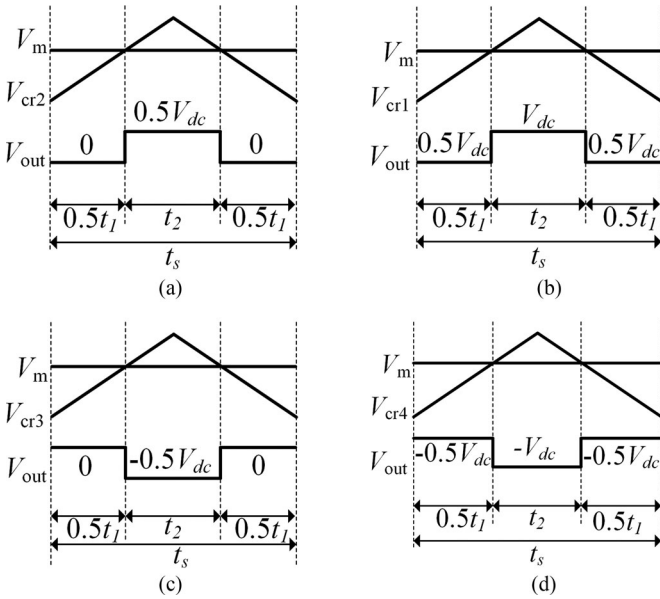 Vm
Vcr2
0.5Vdc
0
0
Vout
0.5t1
t2
0.5t1
ts
(a)
Vm
Vcr1
Vdc
0.5Vdc
0.5Vdc
Vout
0.5t1
t2
0.5t1
ts
(b)
Vm
Vcr3
Vout
0
-0.5Vdc
0
0.5t1
t2
0.5t1
ts
(c)
Vm
Vcr4
Vout
-0.5Vdc
-Vdc
-0.5Vdc
0.5t1
t2
0.5t1
ts
(d)